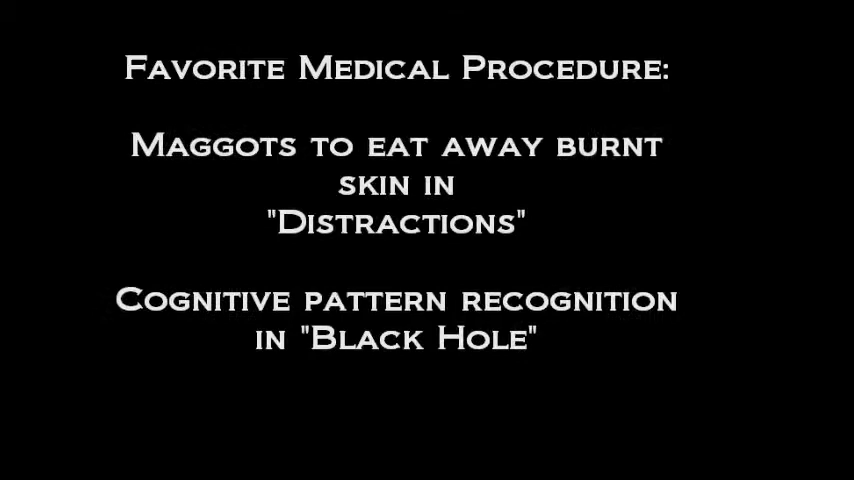 Favorite Medical Procedure:
Maggots to eat away burnt
skin in
"Distractions"
Cognitive pattern recognition
in "Black Hole"